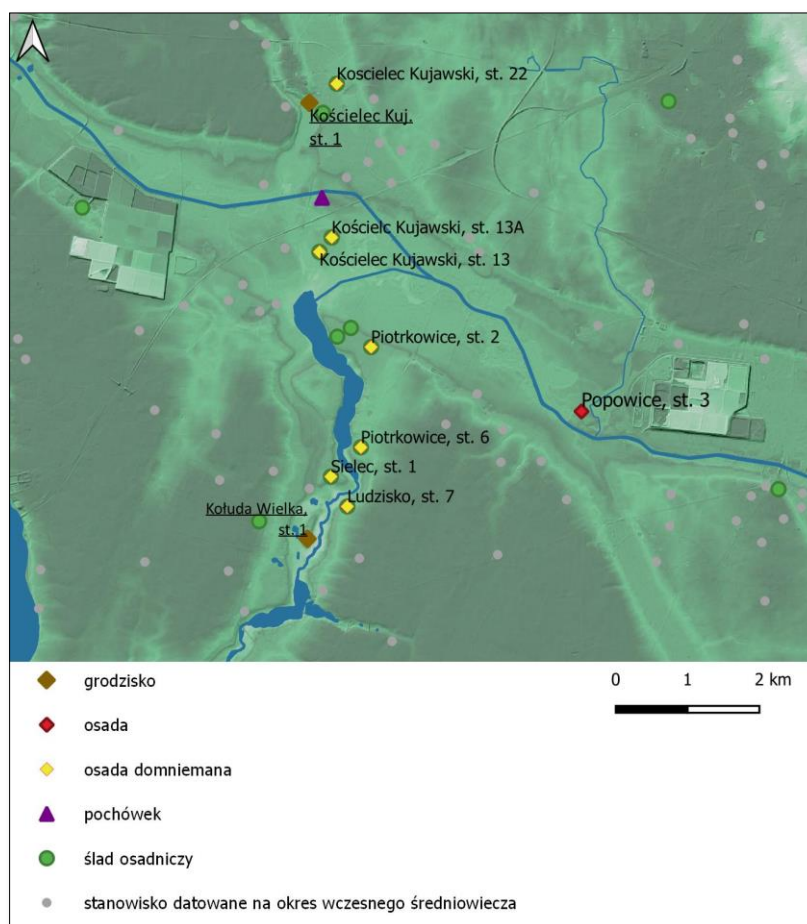 Koscielec Kujawski, st. 22
Kościelec Kuj.
st. 1
Kościelc Kujawski, st. 13A
Kościelec Kujawski, st. 13
Piotrkowice, st. 2
Popowice, st. 3
Piotrkowice, st. 6
Sielec, st. 1
Ludzisko, st. 7
Kołuda Wielka,
st. 1
grodzisko
0 1 2 km
osada
osada domniemana
pochówek
ślad osadniczy
stanowisko datowane na okres wczesnego średniowiecza